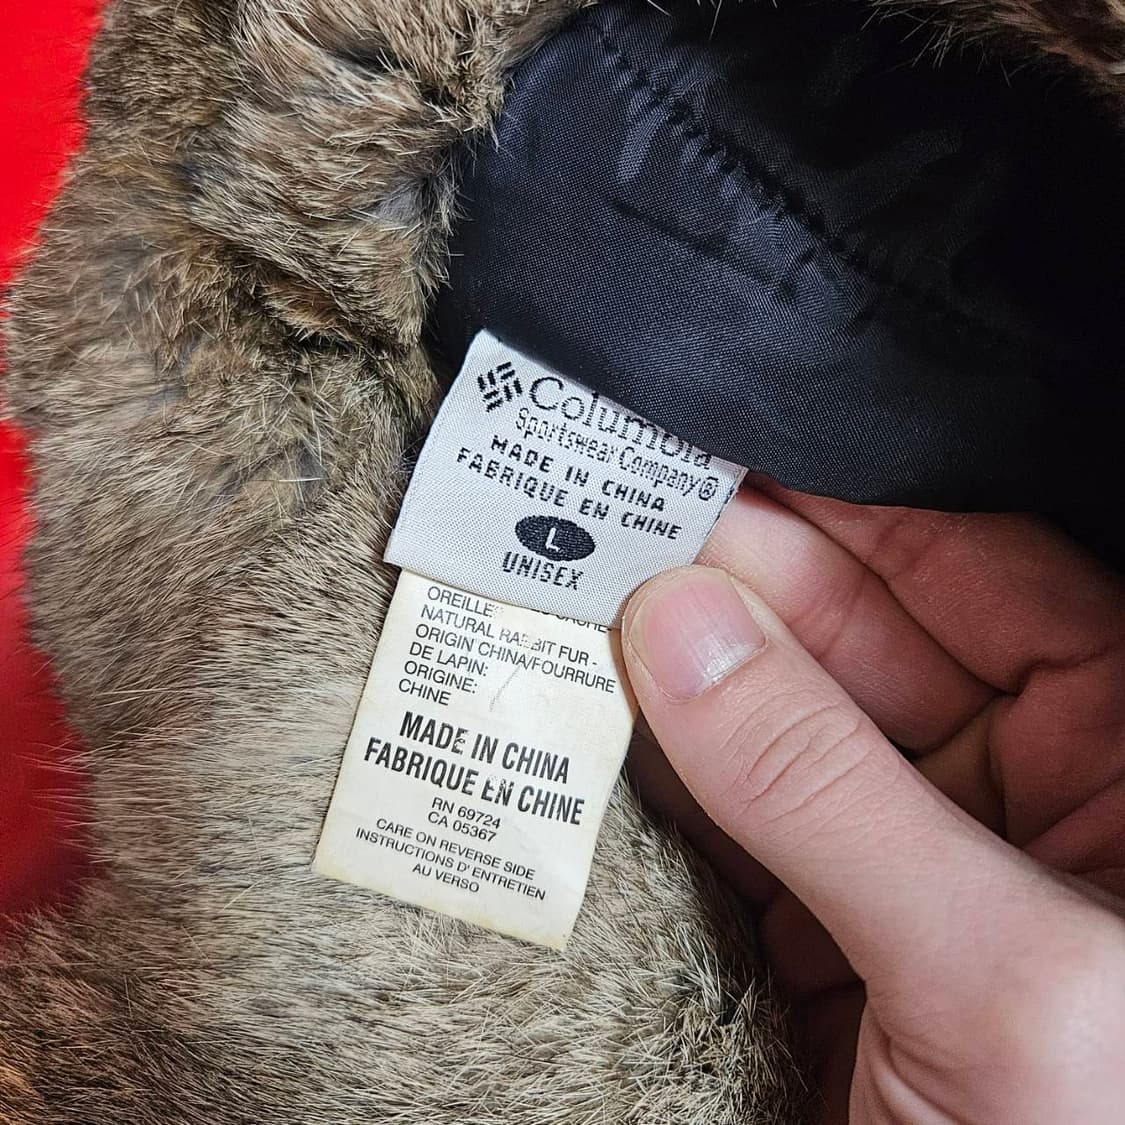 Columbia
Sportswear Company®
MADE IN CHINA
FABRIQUE EN CHINE
L
UNISEX
NATURAL RABBIT FUR -
ORIGIN CHINA/FOURRURE
DE LAPIN:
ORIGINE:
CHINE
MADE IN CHINA
FABRIQUE EN CHINE
RN 69724
CA 05367
CARE ON REVERSE SIDE
INSTRUCTIONS D' ENTRETIEN
AU VERSO